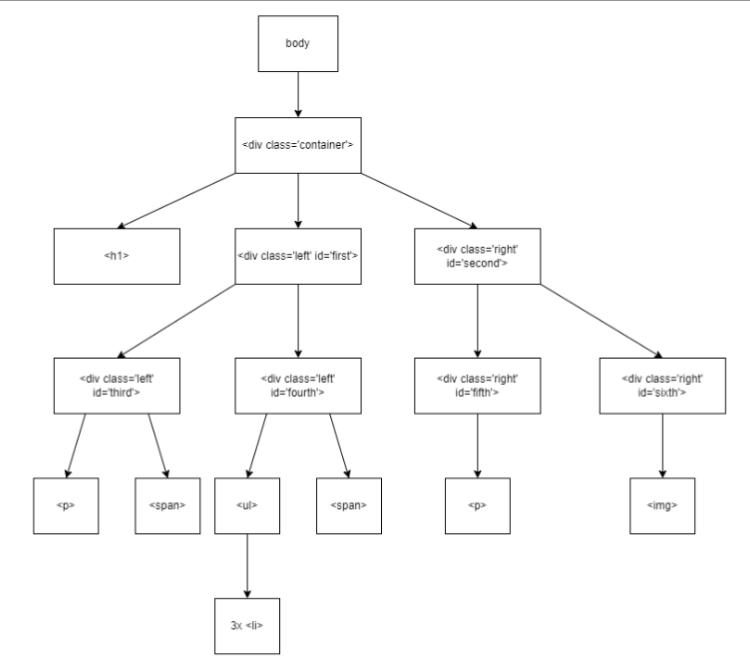 body
<div class='container'>
<h1>
<div class='left' id='first'>
<div class='right'
id='second'>
<div class='left'
id='third'>
<div class='left'
id='fourth'>
<div class='right'
id='fifth'>
<div class='right'
id='sixth'>
<p>
<span>
<ul>
<span>
<p>
<img>
3x <li>